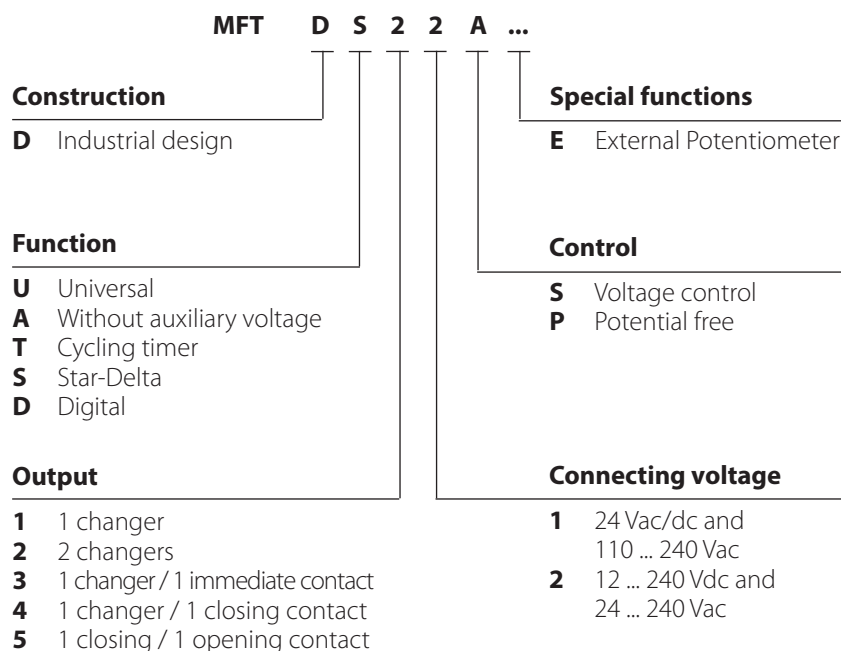 MFT D S 2 2 A ...
Construction
D Industrial design
Function
U Universal
A Without auxiliary voltage
T Cycling timer
S Star-Delta
D Digital
Output
1 1 changer
2 2 changers
3 1 changer / 1 immediate contact
4 1 changer / 1 closing contact
5 1 closing / 1 opening contact
Special functions
E External Potentiometer
Control
S Voltage control
P Potential free
Connecting voltage
1 24 Vac/dc and
110 ... 240 Vac
2 12 ... 240 Vdc and
24 ... 240 Vac